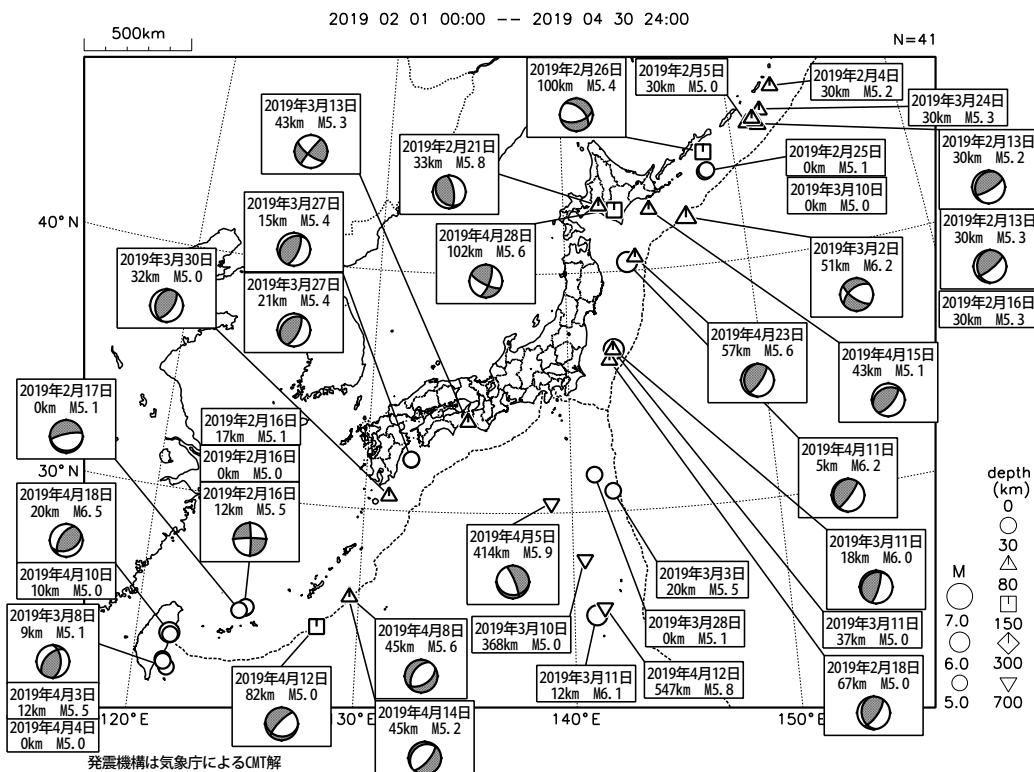 2019 02 01 00:00 -- 2019 04 30 24:00
500km
N=41
2019年2月26日
100km M5.4
2019年2月5日
30km M5.0
2019年2月4日
30km M5.2
2019年3月24日
30km M5.3
2019年3月13日
43km M5.3
2019年2月21日
33km M5.8
2019年2月25日
0km M5.1
2019年3月10日
0km M5.0
2019年2月13日
30km M5.2
2019年3月27日
15km M5.4
40°N
2019年4月28日
102km M5.6
2019年3月2日
51km M6.2
2019年2月13日
30km M5.3
2019年2月16日
30km M5.3
2019年3月30日
32km M5.0
2019年3月27日
21km M5.4
2019年4月23日
57km M5.6
2019年4月15日
43km M5.1
2019年2月17日
0km M5.1
2019年2月16日
17km M5.1
2019年2月16日
0km M5.0
2019年2月16日
12km M5.5
2019年4月11日
5km M6.2
30°N
2019年4月18日
20km M6.5
2019年4月10日
10km M5.0
2019年4月5日
414km M5.9
2019年3月11日
18km M6.0
2019年3月3日
20km M5.5
2019年3月8日
9km M5.1
2019年4月3日
12km M5.5
2019年4月4日
0km M5.0
2019年4月8日
45km M5.6
2019年3月10日
368km M5.0
2019年3月28日
0km M5.1
2019年3月11日
37km M5.0
2019年4月12日
82km M5.0
2019年3月11日
12km M6.1
2019年4月12日
547km M5.8
2019年2月18日
67km M5.0
2019年4月14日
45km M5.2
120°E
130°E
140°E
150°E
depth
(km)
0
30
80
150
300
700
M
7.0
6.0
5.0
発震機構は気象庁によるCMT解